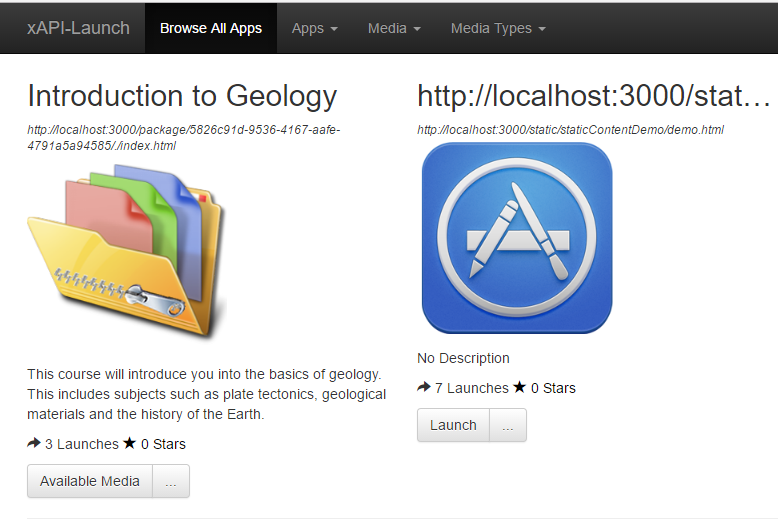 xAPI-Launch Browse All Apps Apps Media Media Types
Introduction to Geology
http://localhost:3000/package/5826c91d-9536-4167-aafe-
4791a5a94585/./index.html
This course will introduce you into the basics of geology.
This includes subjects such as plate tectonics, geological
materials and the history of the Earth.
3 Launches ★ 0 Stars
Available Media ...
http://localhost:3000/stat...
http://localhost:3000/static/staticContentDemo/demo.html
No Description
7 Launches ★ 0 Stars
Launch ...